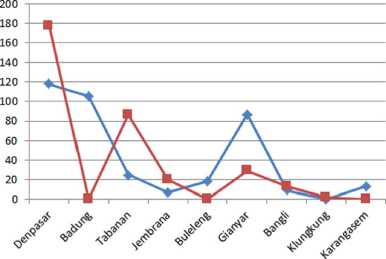 200
180
160
140
120
100
80
60
40
20
0
Denpasar
Badung
Tabanan
Jembrana
Buleleng
Gianyar
Bangli
Klungkung
Karangasem